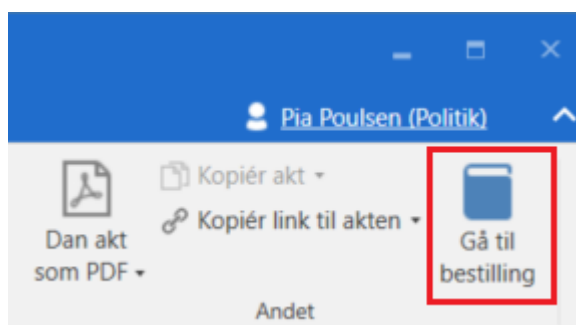 Pia Poulsen (Politik)
Kopiér akt
Kopiér link til akten
Dan akt
som PDF
Gå til
bestilling
Andet